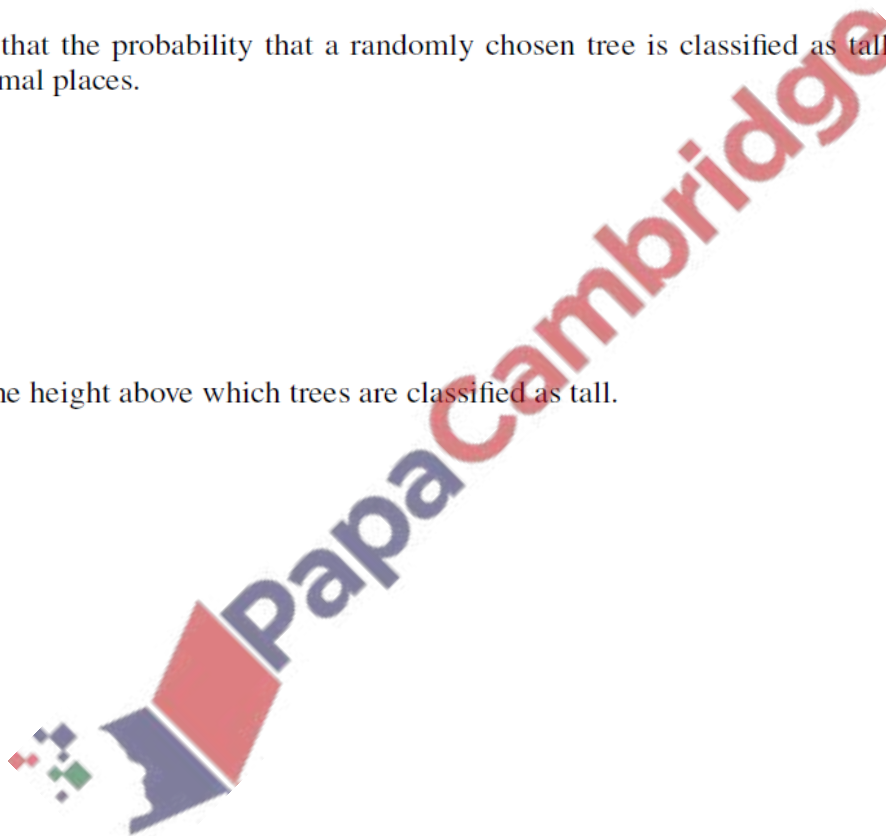 that the probability that a randomly chosen tree is classified as tall
mal places.
he height above which trees are classified as tall.
PapaCambridge